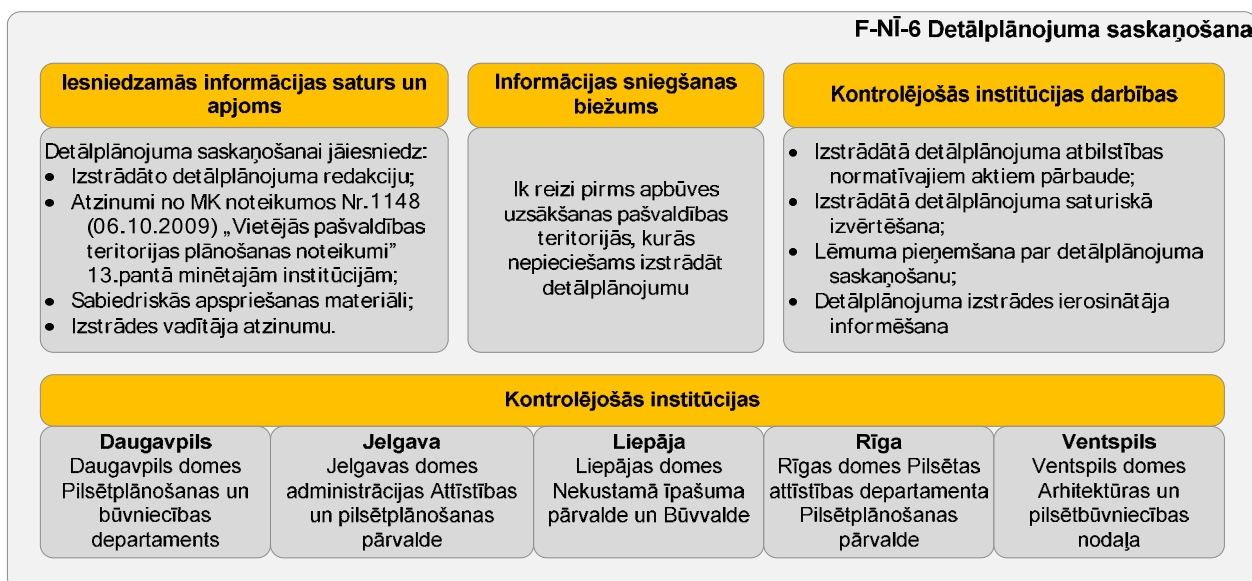 F-NĪ-6 Detālplānojuma saskaņošana
Iesniedzamās informācijas saturs un
apjoms
Detālplānojuma saskaņošanai jāiesniedz:
• Izstrādāto detālplānojuma redakciju;
• Atzinumi no MK noteikumos Nr.1148
(06.10.2009) „Vietējās pašvaldības
teritorijas plānošanas noteikumi”
13.pantā minētajām institūcijām;
• Sabiedriskās apspriešanas materiāli;
• Izstrādes vadītāja atzinumu.
Informācijas sniegšanas
biežums
Ik reizi pirms apbūves
uzsākšanas pašvaldības
teritorijās, kurās
nepieciešams izstrādāt
detālplānojumu
Kontrolējošās institūcijas darbības
• Izstrādātā detālplānojuma atbilstības
normatīvajiem aktiem pārbaude;
• Izstrādātā detālplānojuma saturiskā
izvērtēšana;
• Lēmuma pieņemšana par detālplānojuma
saskaņošanu;
• Detālplānojuma izstrādes ierosinātāja
informēšana
Kontrolējošās institūcijas
Daugavpils
Daugavpils domes
Pilsētplānošanas un
būvniecības
departaments
Jelgava
Jelgavas domes
administrācijas Attīstības
un pilsētplānošanas
pārvalde
Liepāja
Liepājas domes
Nekustamā īpašuma
pārvalde un Būvvalde
Rīga
Rīgas domes Pilsētas
attīstības departamenta
Pilsētplānošanas
pārvalde
Ventspils
Ventspils domes
Arhitektūras un
pilsētbūvniecības
nodaļa